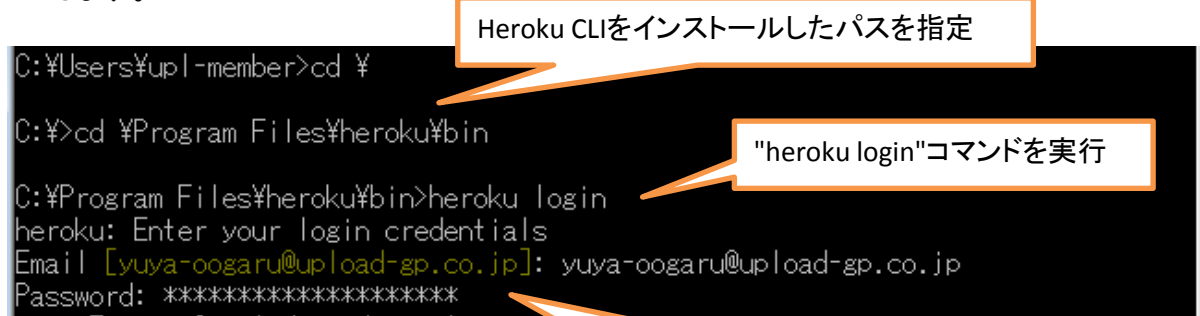 Heroku CLIをインストールしたパスを指定
C:¥Users¥upl-member>cd ¥
C:¥>cd ¥Program Files¥heroku¥bin
"heroku login"コマンドを実行
C:¥Program Files¥heroku¥bin>heroku login
heroku: Enter your login credentials
Email [yuya-oogaru@upload-gp.co.jp]: yuya-oogaru@upload-gp.co.jp
Password: ********************